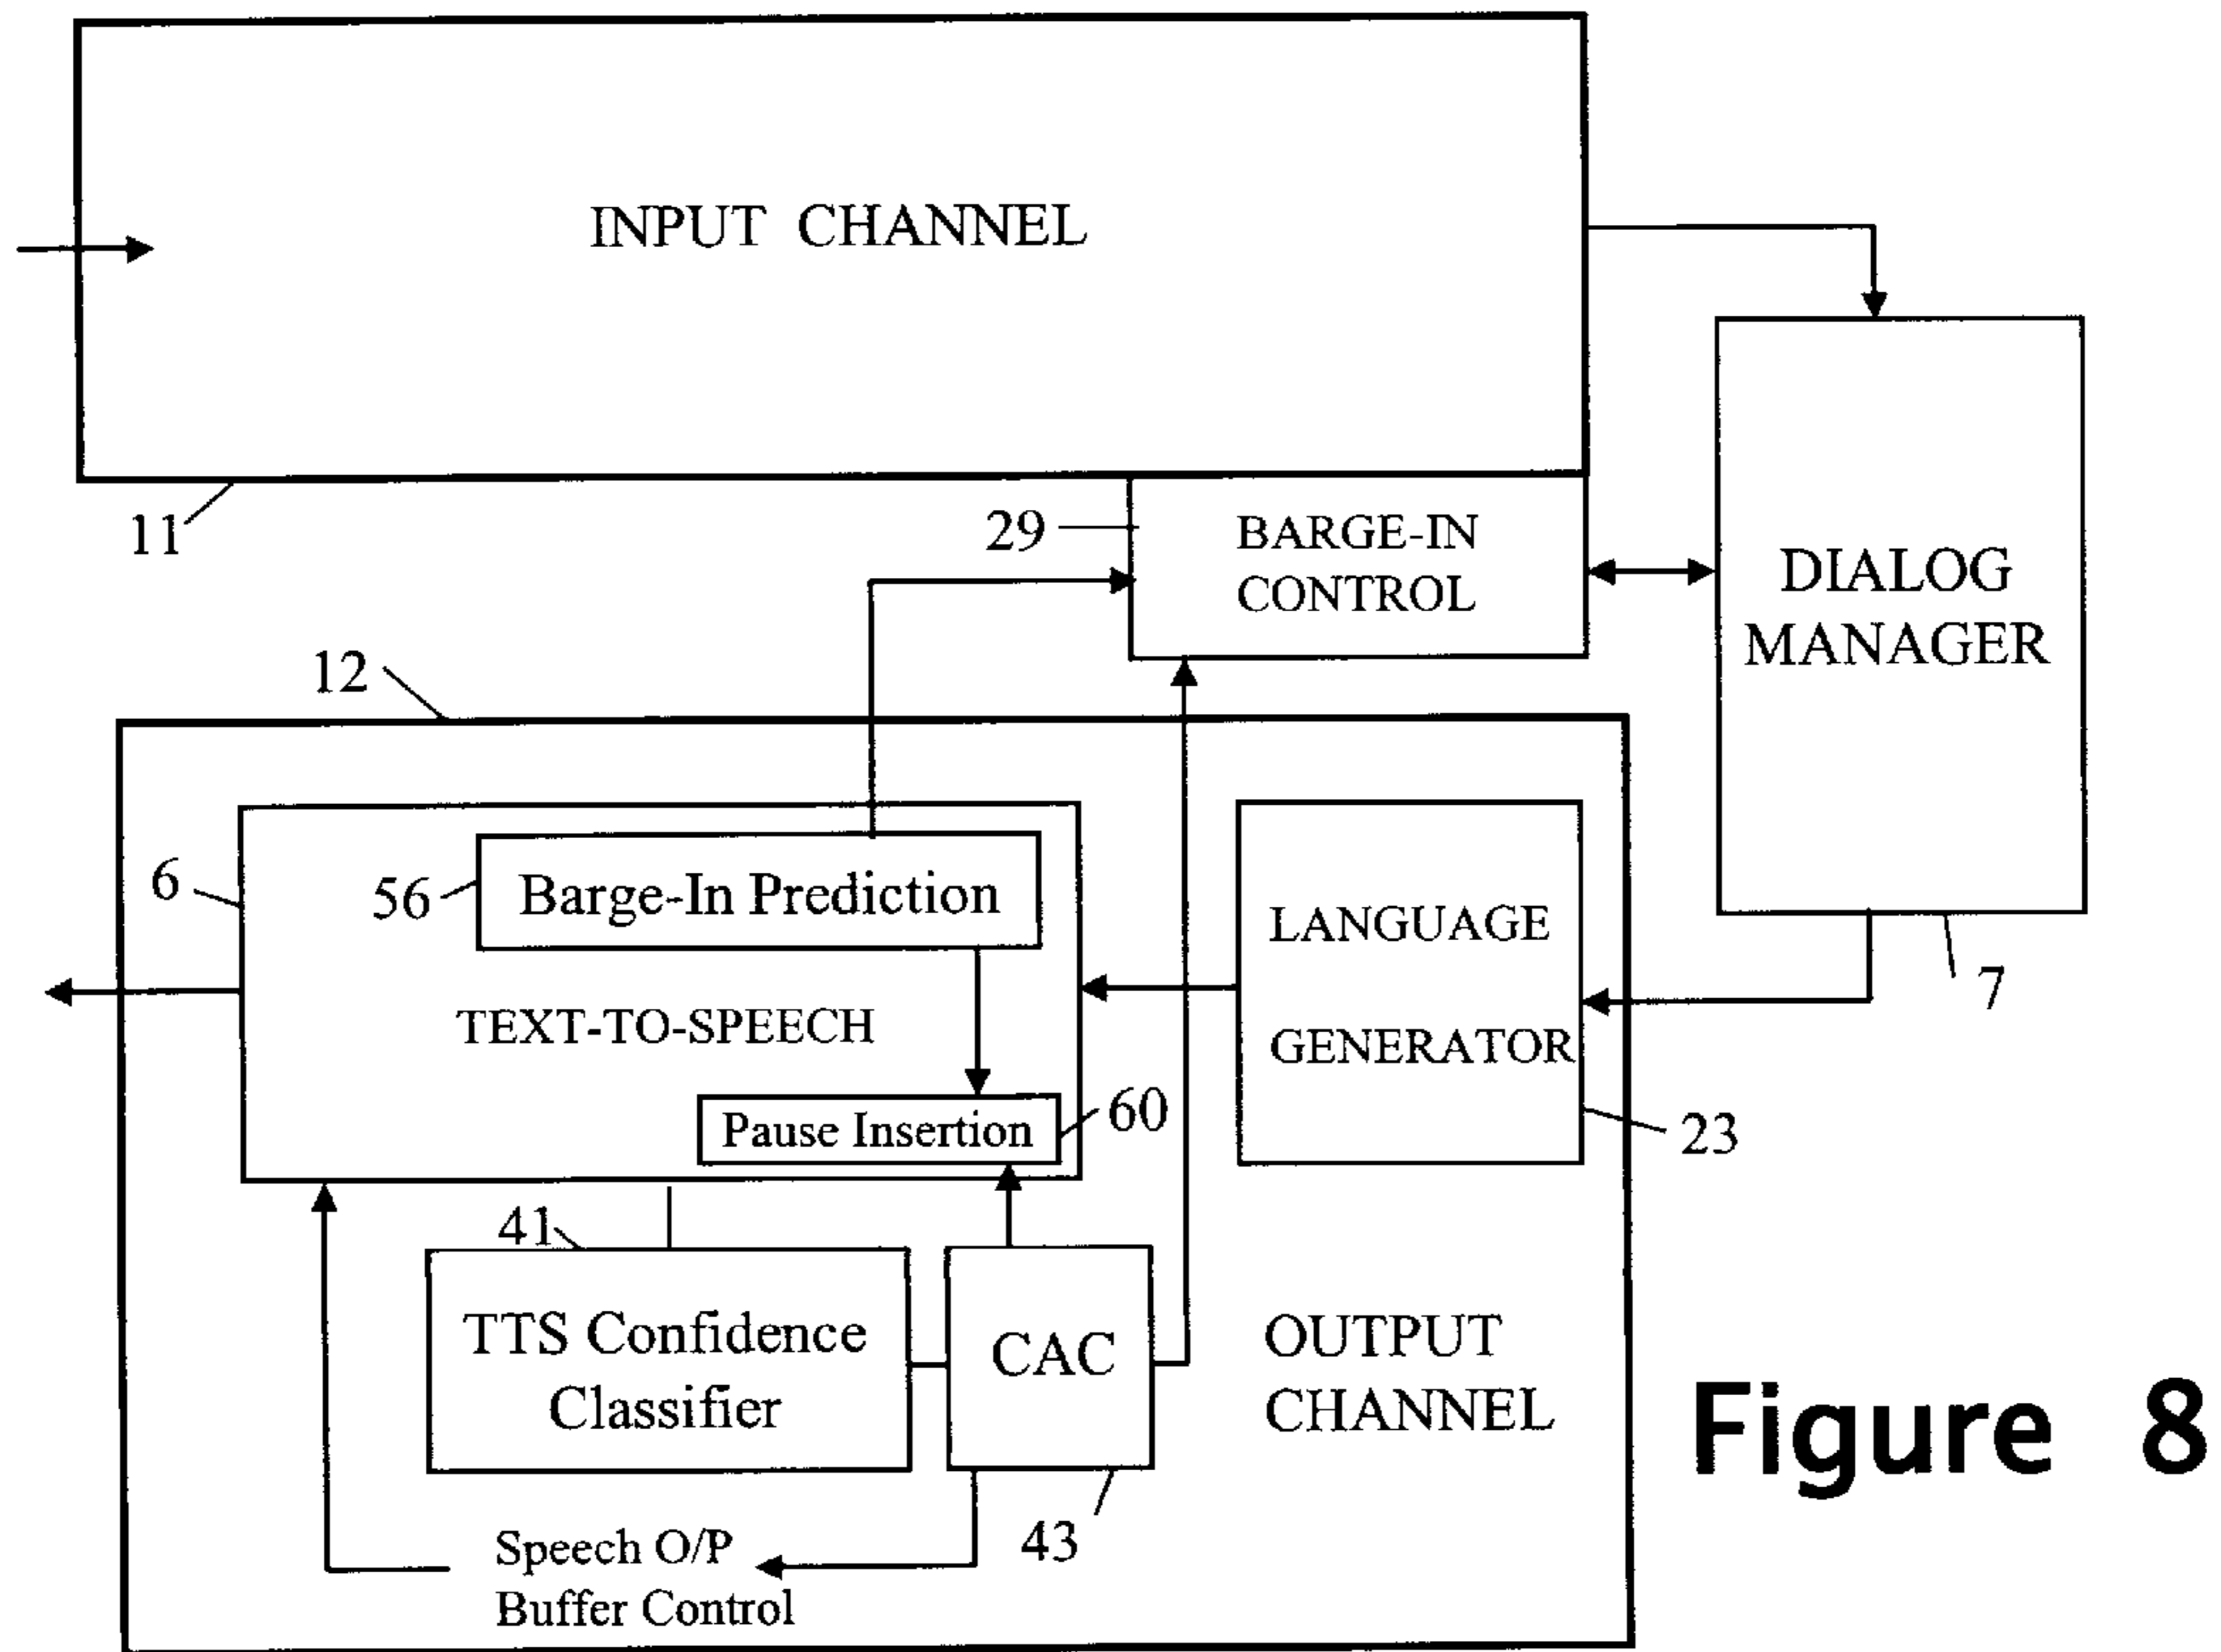 INPUT CHANNEL
11
29
BARGE-IN
CONTROL
DIALOG
MANAGER
12
6
56
Barge-In Prediction
LANGUAGE
GENERATOR
7
TEXT-TO-SPEECH
Pause Insertion
60
23
41
TTS Confidence
Classifier
CAC
OUTPUT
CHANNEL
43
Speech O/P
Buffer Control
Figure 8